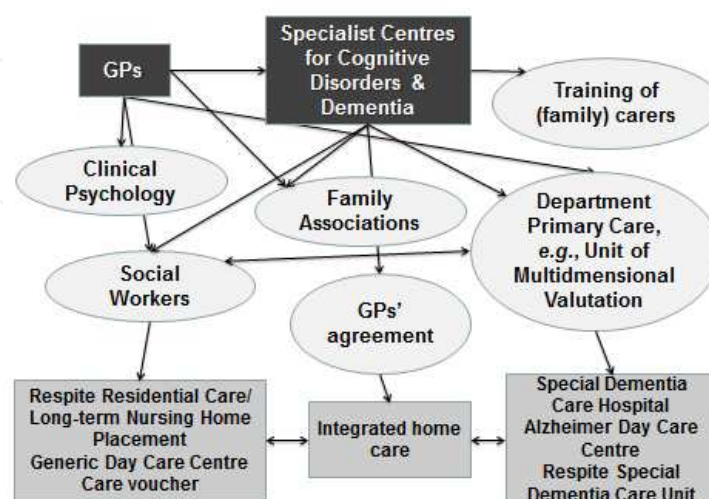 GPs
Specialist Centres
for Cognitive
Disorders &
Dementia
Training of
(family) carers
Clinical
Psychology
Family
Associations
Department
Primary Care,
e.g., Unit of
Multidmensional
Valutation
Social
Workers
GPs'
agreement
Respite Residential Care/
Long-term Nursing Home
Placement
Generic Day Care Centre
Care voucher
Integrated home
care
Special Dementia
Care Hospital
Alzheimer Day Care
Centre
Respite Special
Dementia Care Unit